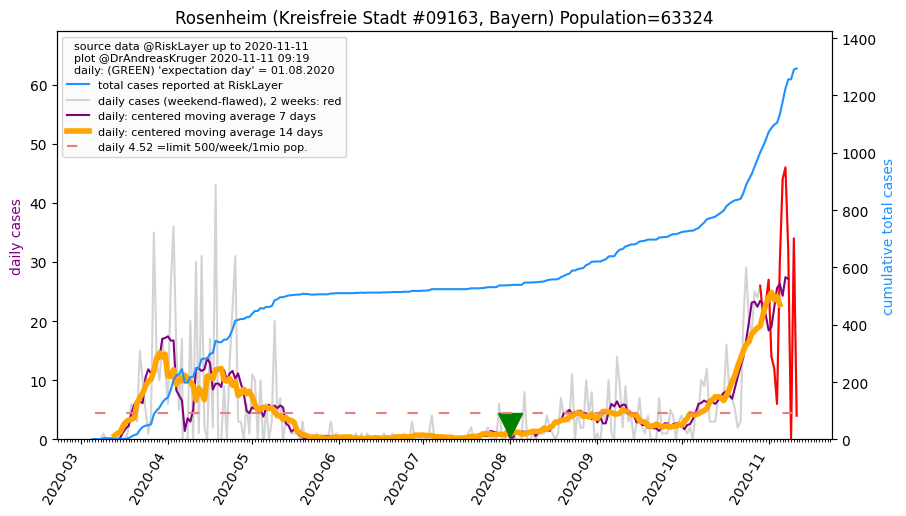 Rosenheim (Kreisfreie Stadt #09163, Bayern) Population=63324
source data @RiskLayer up to 2020-11-11
plot @DrAndreasKruger 2020-11-11 09:19
daily: (GREEN) 'expectation day' = 01.08.2020
total cases reported at RiskLayer
daily cases (weekend-flawed), 2 weeks: red
daily: centered moving average 7 days
daily: centered moving average 14 days
daily 4.52 =limit 500/week/1mio pop.
daily cases
60
50
40
30
20
10
0
cumulative total cases
1400
1200
1000
800
600
400
200
0
2020-03
2020-04
2020-05
2020-06
2020-07
2020-08
2020-09
2020-10
2020-11